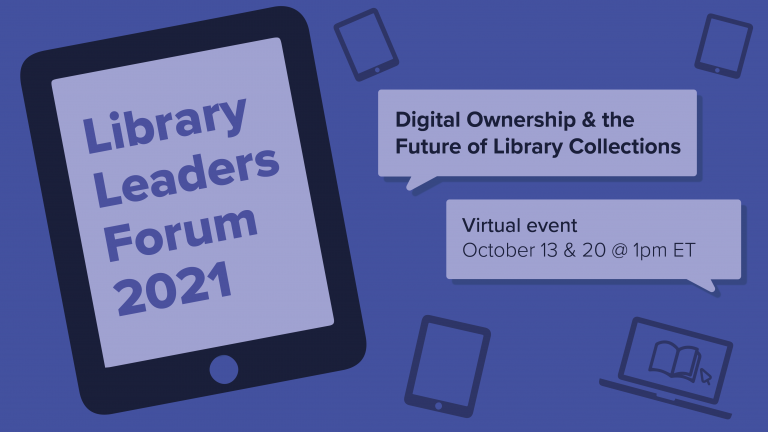 Library
Leaders
Forum
2021
Digital Ownership & the
Future of Library Collections
Virtual event
October 13 & 20 @ 1pm ET